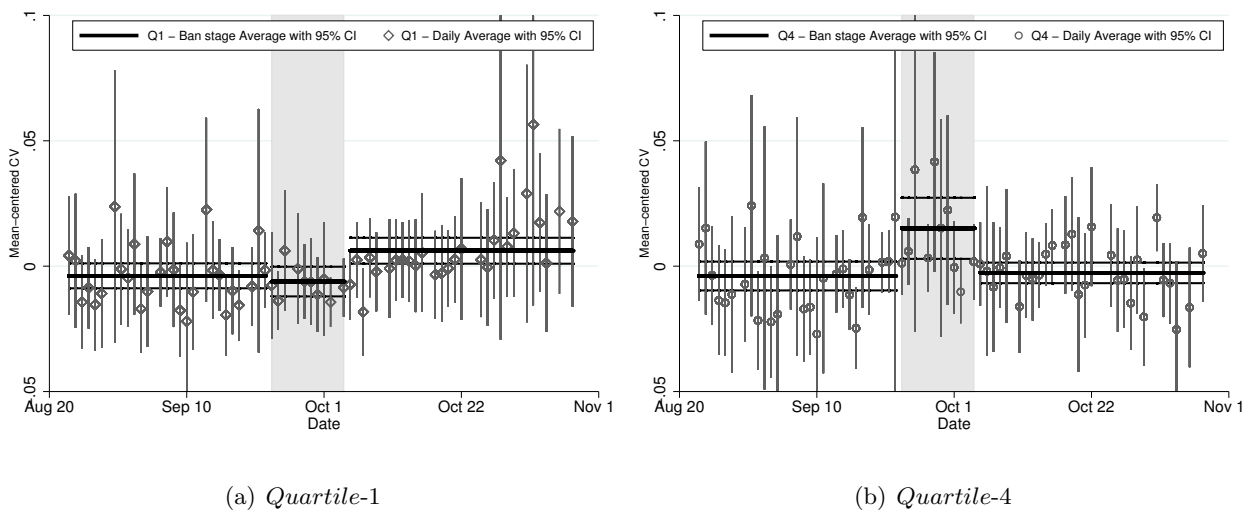 .1
Q1 – Ban stage Average with 95% CI
Q1 – Daily Average with 95% CI
.05
Mean−centered CV
0
.05
Aug 20
Sep 10
Oct 1
Oct 22
Nov 1
Date
(a) Quartile-1
.1
Q4 – Ban stage Average with 95% CI
Q4 – Daily Average with 95% CI
.05
Mean−centered CV
0
.05
Aug 20
Sep 10
Oct 1
Oct 22
Nov 1
Date
(b) Quartile-4